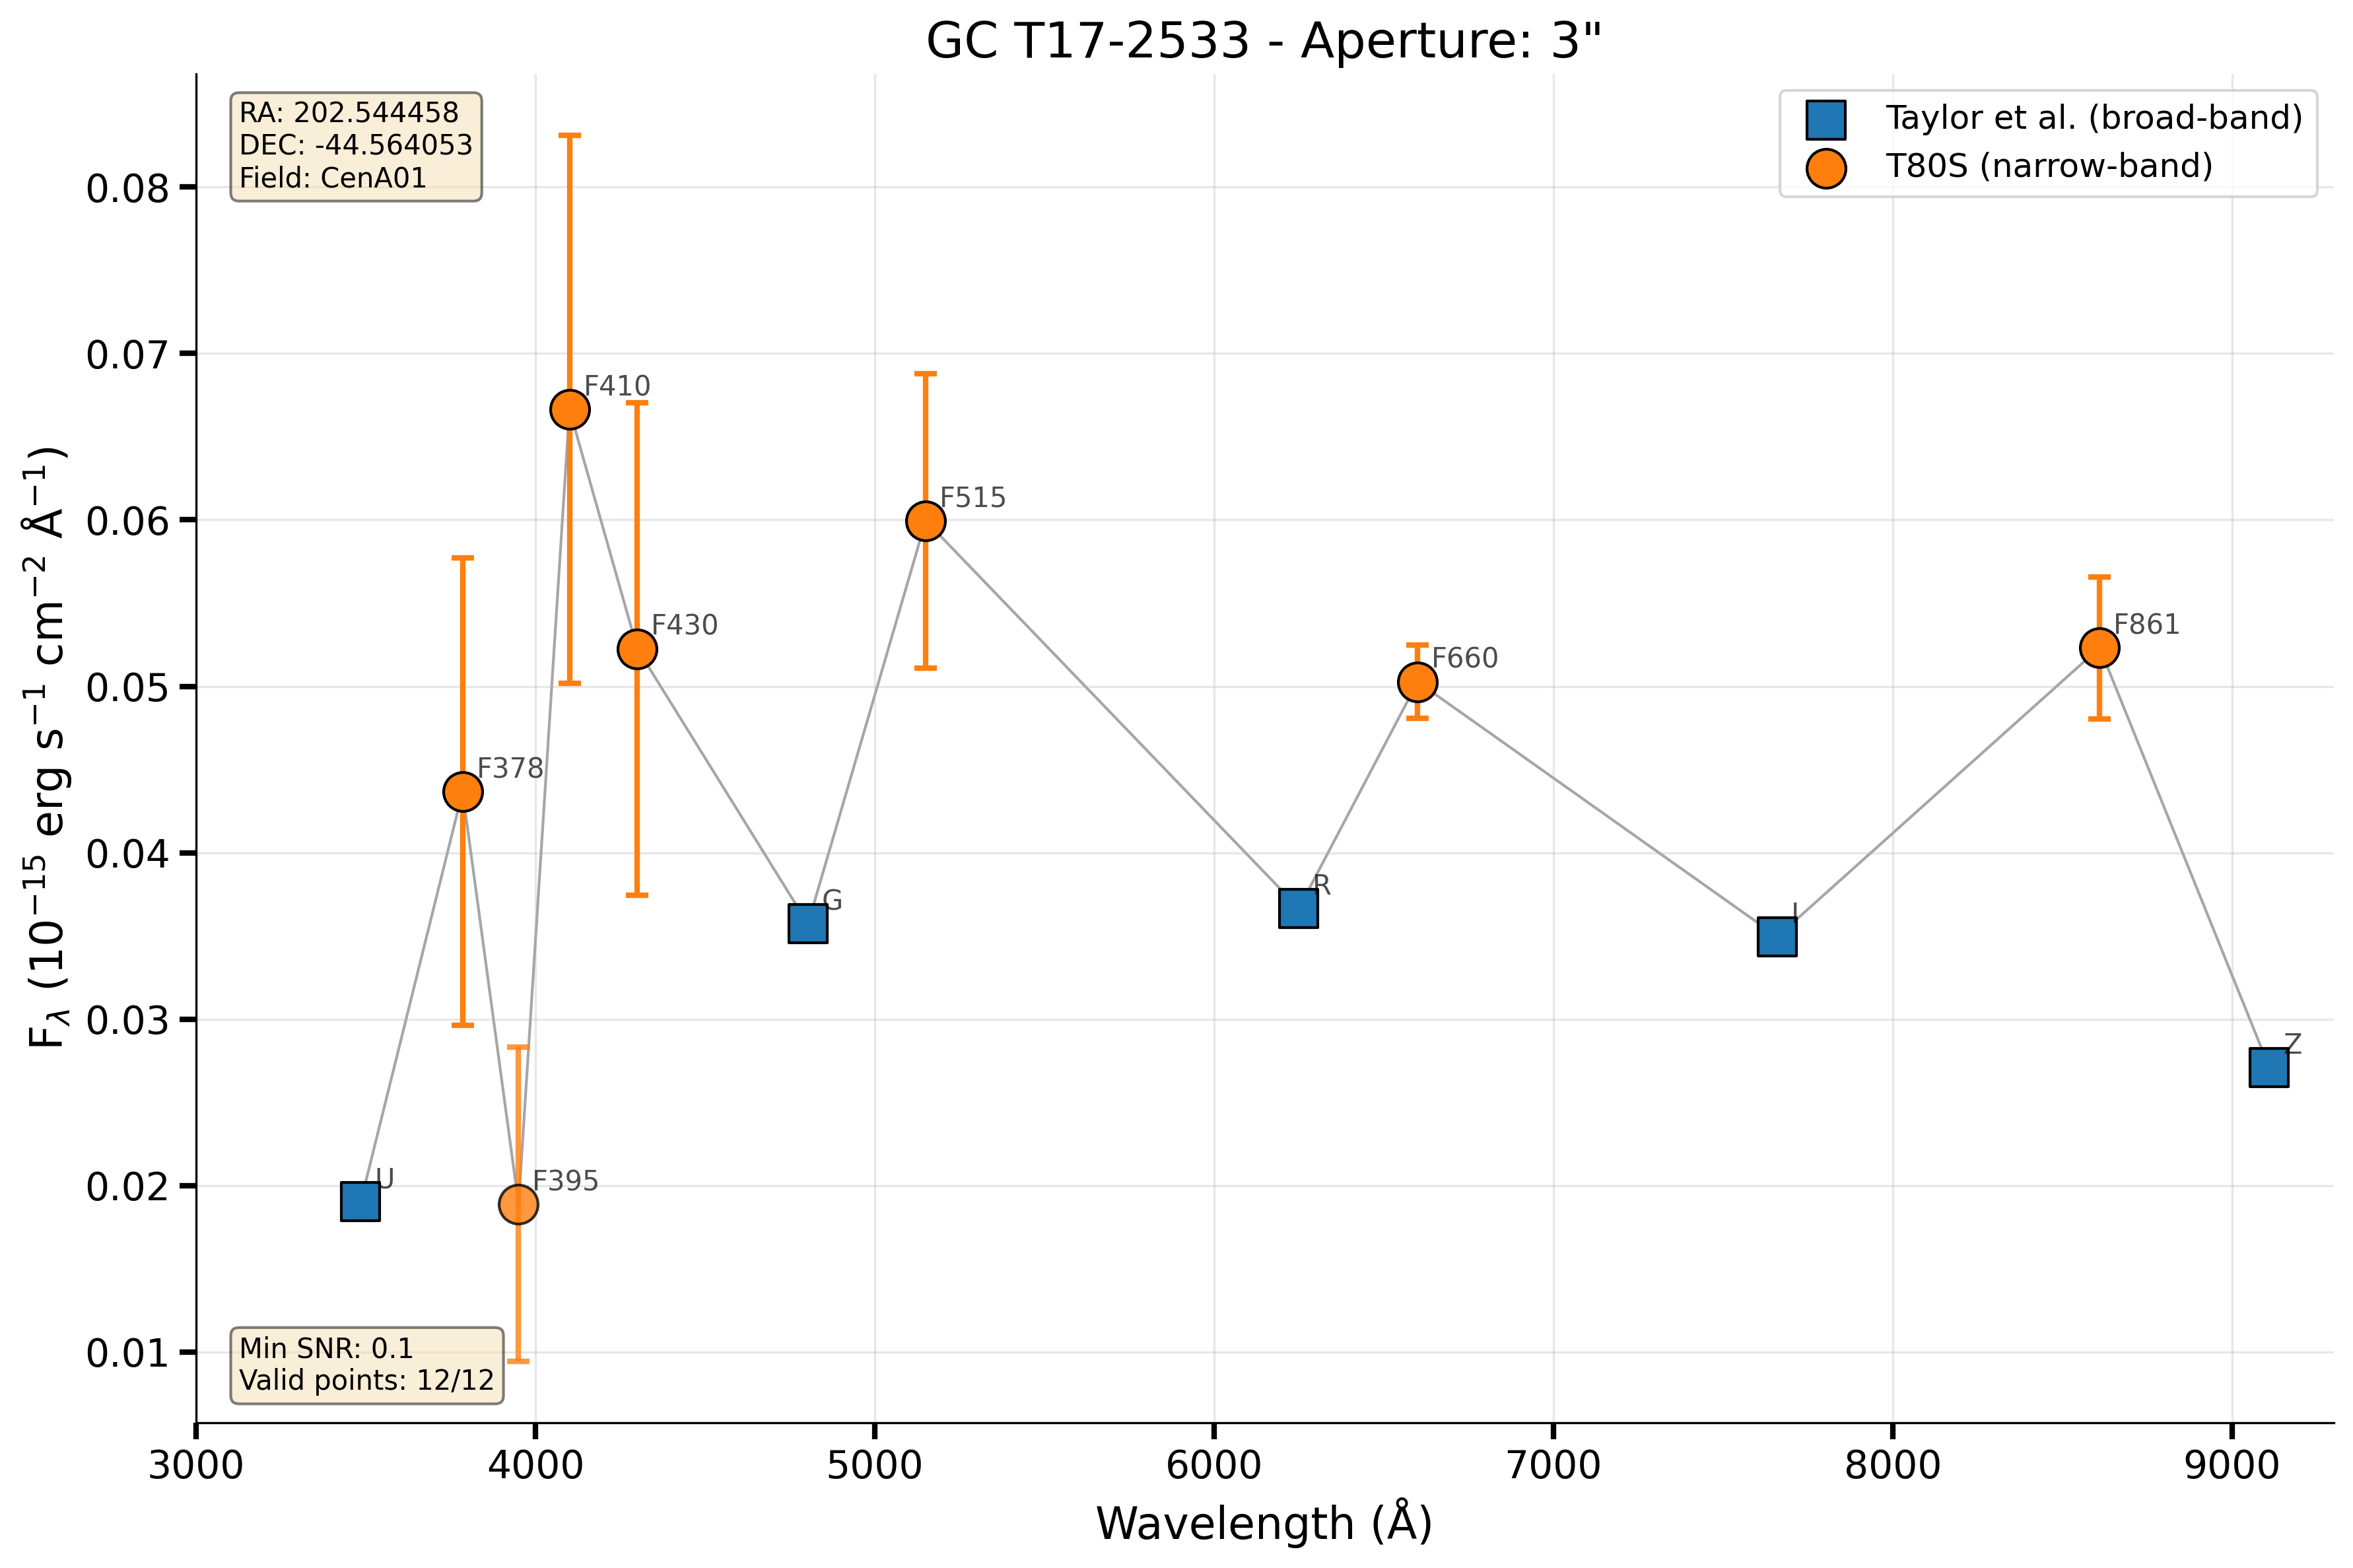 GC T17-2533 - Aperture: 3"
RA: 202.544458
DEC: -44.564053
Field: CenA01
Taylor et al. (broad-band)
T80S (narrow-band)
0.08
0.07
0.06
0.05
0.04
0.03
0.02
0.01
F$_\lambda$ (10$^{-15}$ erg s$^{-1}$ cm$^{-2}$ Å$^{-1}$)
U
F378
F395
F410
F430
G
F515
R
F660
I
F861
Z
Min SNR: 0.1
Valid points: 12/12
3000 4000 5000 6000 7000 8000 9000
Wavelength (Å)